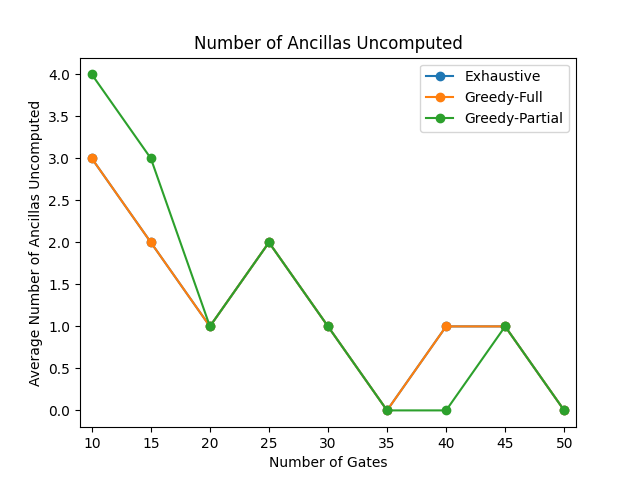 Number of Ancillas Uncomputed
Exhaustive
Greedy-Full
Greedy-Partial
Average Number of Ancillas Uncomputed
4.0
3.5
3.0
2.5
2.0
1.5
1.0
0.5
0.0
10 15 20 25 30 35 40 45 50
Number of Gates